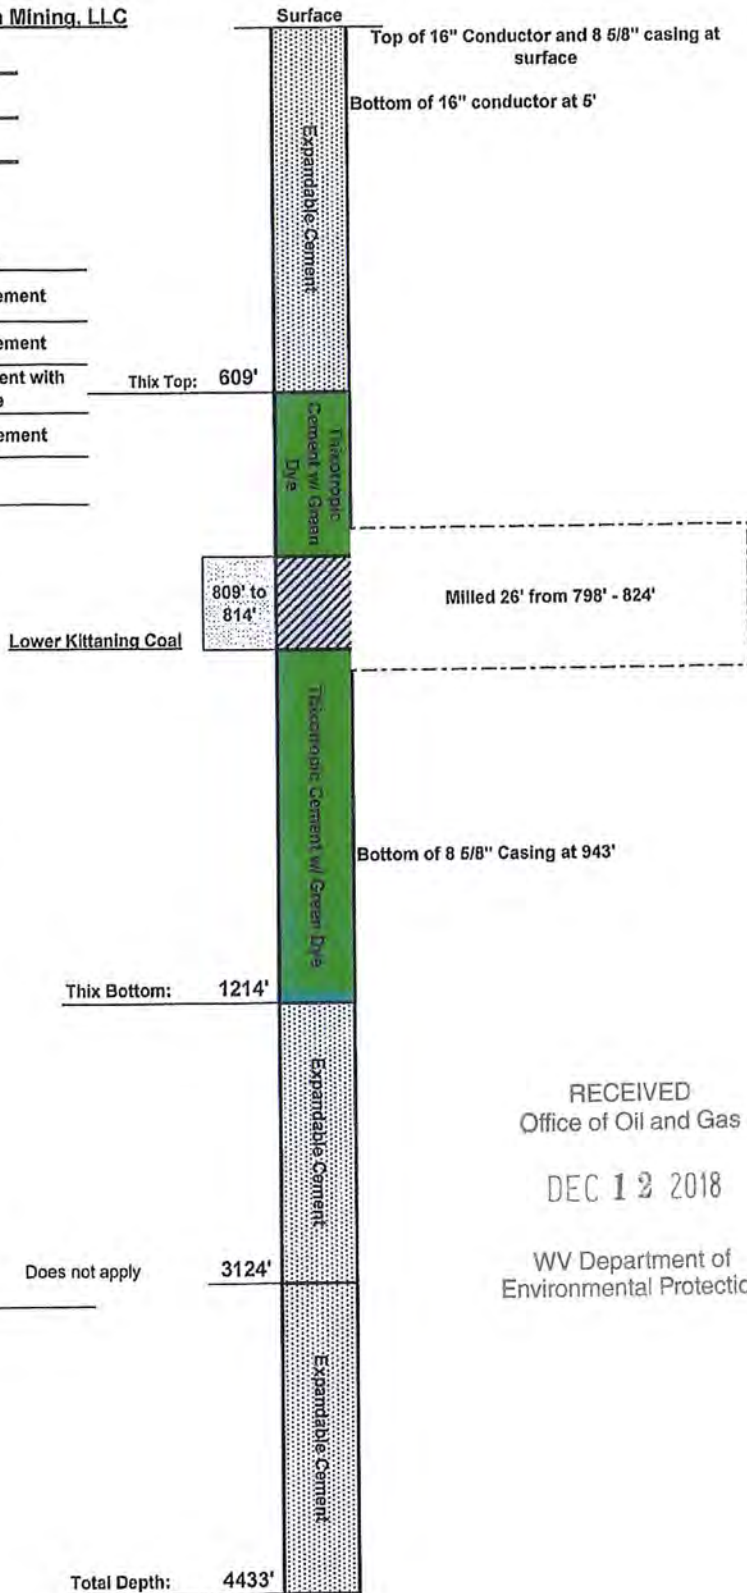 Mining, LLC
Surface
Top of 16" Conductor and 8 5/8" casing at
surface
Bottom of 16" conductor at 5'
Expandable Cement
ement
ement
ent with
e
ement
Thix Top: 609'
Thixotropic
Cement w/ Green
Dye
809' to
814'
Milled 26' from 798' - 824'
Lower Kittaning Coal
Thixotropic Cement w/ Green Dye
Bottom of 8 5/8" Casing at 943'
Thix Bottom: 1214'
Expandable Cement
RECEIVED
Office of Oil and Gas
DEC 12 2018
WV Department of
Environmental Protectio
Does not apply 3124'
Expandable Cement
Total Depth: 4433'